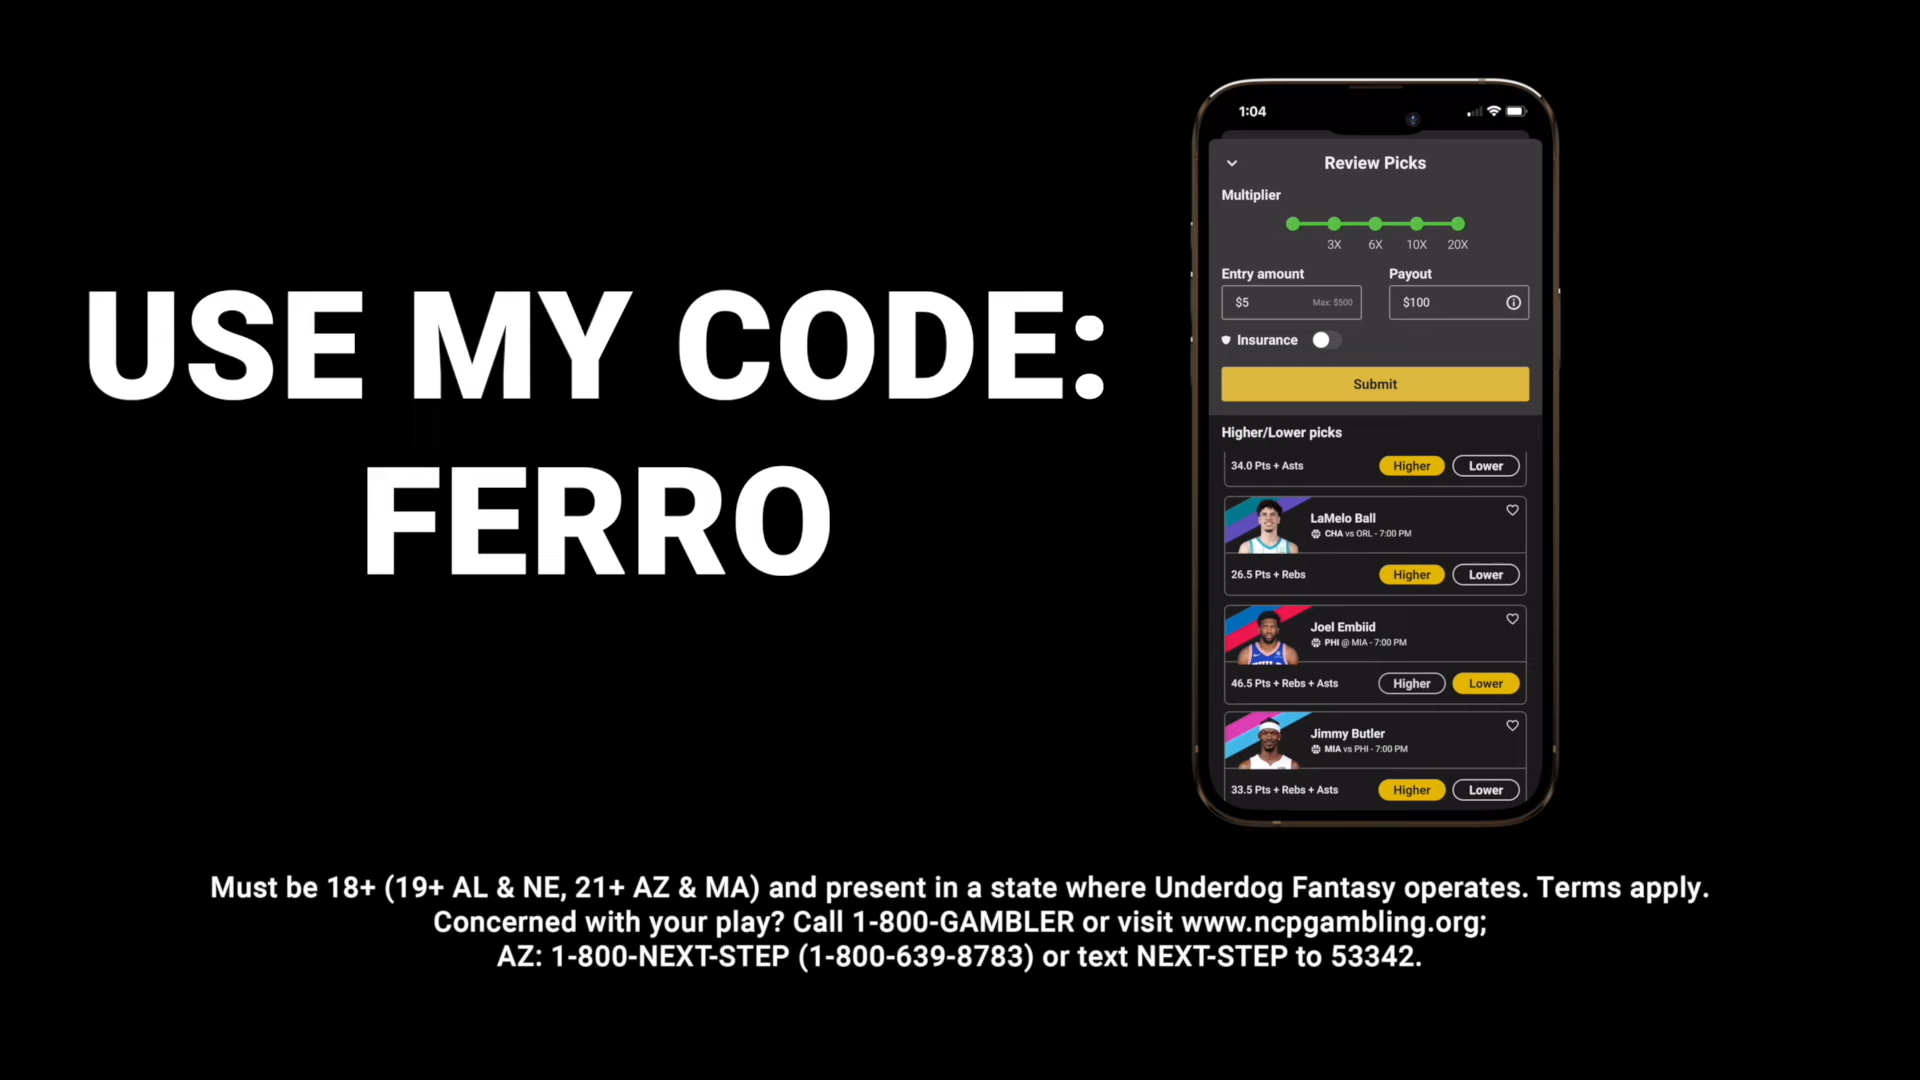 USE MY CODE:
FERRO
1:04
Review Picks
Multiplier
3X 6X 10X 20X
Entry amount Payout
$5 Max: $500 $100
Insurance
Submit
Higher/Lower picks
34.0 Pts + Asts Higher Lower
LaMelo Ball
CHA vs ORL - 7:00 PM
26.5 Pts + Rebs Higher Lower
Joel Embiid
PHI @ MIA - 7:00 PM
46.5 Pts + Rebs + Asts Higher Lower
Jimmy Butler
MIA vs PHI - 7:00 PM
33.5 Pts + Rebs + Asts Higher Lower
Must be 18+ (19+ AL & NE, 21+ AZ & MA) and present in a state where Underdog Fantasy operates. Terms apply.
Concerned with your play? Call 1-800-GAMBLER or visit www.ncpgambling.org;
AZ: 1-800-NEXT-STEP (1-800-639-8783) or text NEXT-STEP to 53342.